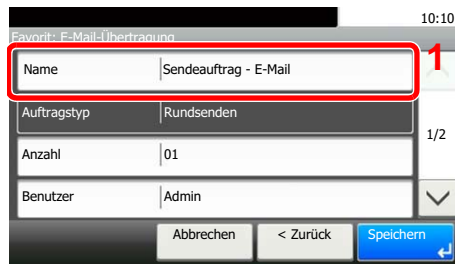 10:10
Favorit: E-Mail-Übertragung
1
Name Sendeauftrag - E-Mail
Auftragstyp Rundsenden
1/2
Anzahl 01
Benutzer Admin
Abbrechen < Zurück Speichern